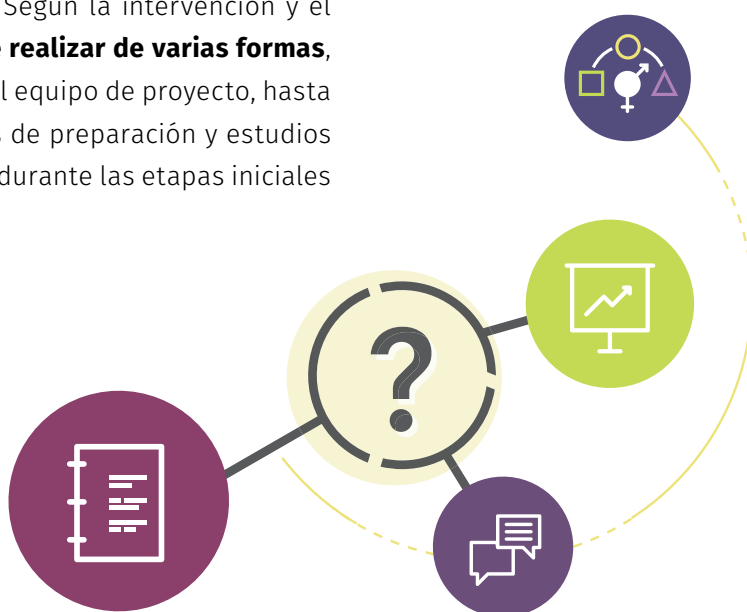 Según la intervención y el
realizar de varias formas,
l equipo de proyecto, hasta
de preparación y estudios
durante las etapas iniciales
?